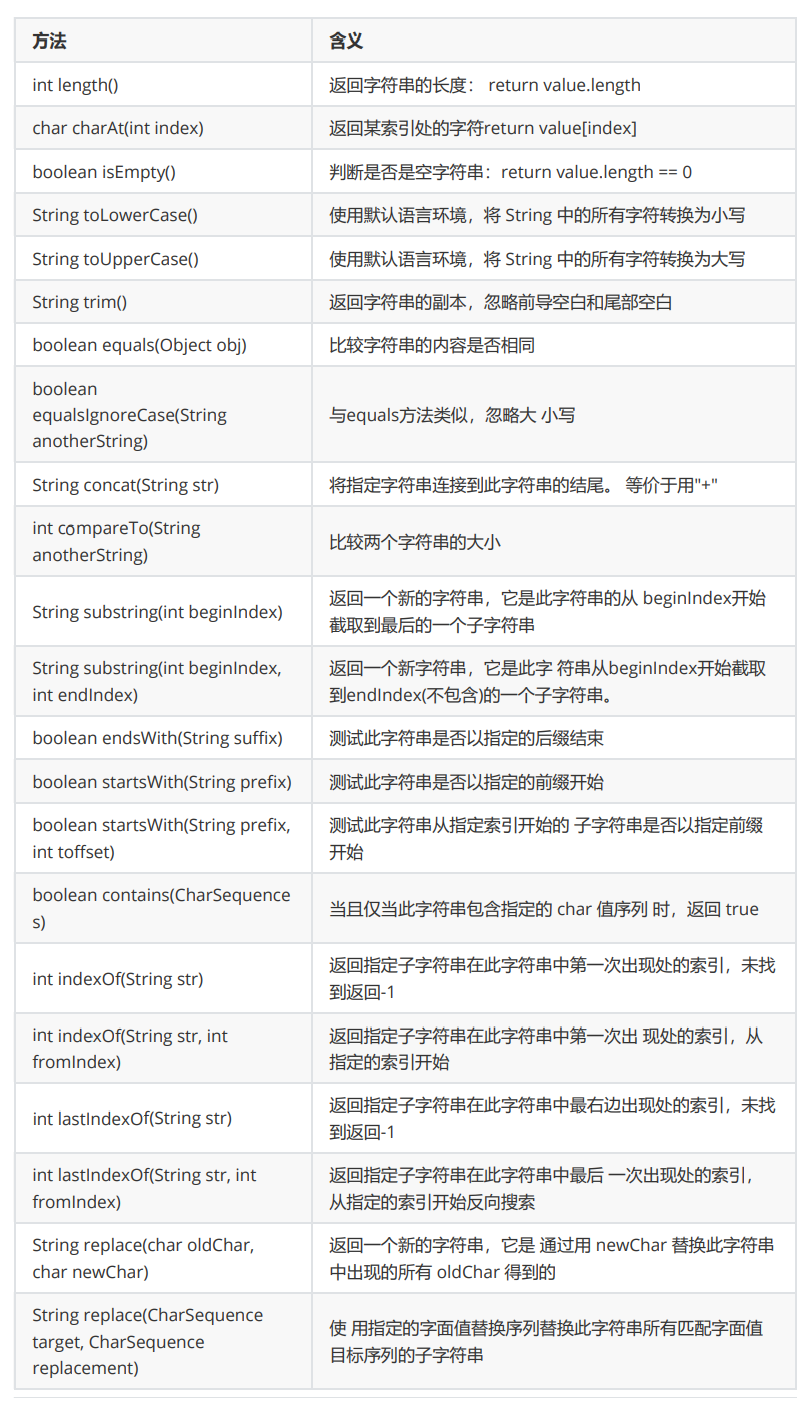 方法 含义
int length() 返回字符串的长度： return value.length
char charAt(int index) 返回某索引处的字符return value[index]
boolean isEmpty() 判断是否是空字符串：return value.length == 0
String toLowerCase() 使用默认语言环境，将 String 中的所有字符转换为小写
String toUpperCase() 使用默认语言环境，将 String 中的所有字符转换为大写
String trim() 返回字符串的副本，忽略前导空白和尾部空白
boolean equals(Object obj) 比较字符串的内容是否相同
boolean
equalsIgnoreCase(String
anotherString)
与equals方法类似，忽略大 小写
String concat(String str) 将指定字符串连接到此字符串的结尾。 等价于用"+"
int compareTo(String
anotherString)
比较两个字符串的大小
String substring(int beginIndex)
返回一个新的字符串，它是此字符串的从 beginIndex开始
截取到最后的一个子字符串
String substring(int beginIndex,
int endIndex)
返回一个新字符串，它是此字 符串从beginIndex开始截取
到endIndex(不包含)的一个子字符串。
boolean endsWith(String suffix) 测试此字符串是否以指定的后缀结束
boolean startsWith(String prefix) 测试此字符串是否以指定的前缀开始
boolean startsWith(String prefix,
int toffset)
测试此字符串从指定索引开始的 子字符串是否以指定前缀
开始
boolean contains(CharSequence
s)
当且仅当此字符串包含指定的 char 值序列 时，返回 true
int indexOf(String str)
返回指定子字符串在此字符串中第一次出现处的索引，未找
到返回-1
int indexOf(String str, int
fromIndex)
返回指定子字符串在此字符串中第一次出 现处的索引，从
指定的索引开始
int lastIndexOf(String str)
返回指定子字符串在此字符串中最右边出现处的索引，未找
到返回-1
int lastIndexOf(String str, int
fromIndex)
返回指定子字符串在此字符串中最后 一次出现处的索引，
从指定的索引开始反向搜索
String replace(char oldChar,
char newChar)
返回一个新的字符串，它是 通过用 newChar 替换此字符串
中出现的所有 oldChar 得到的
String replace(CharSequence
target, CharSequence
replacement)
使 用指定的字面值替换序列替换此字符串所有匹配字面值
目标序列的子字符串